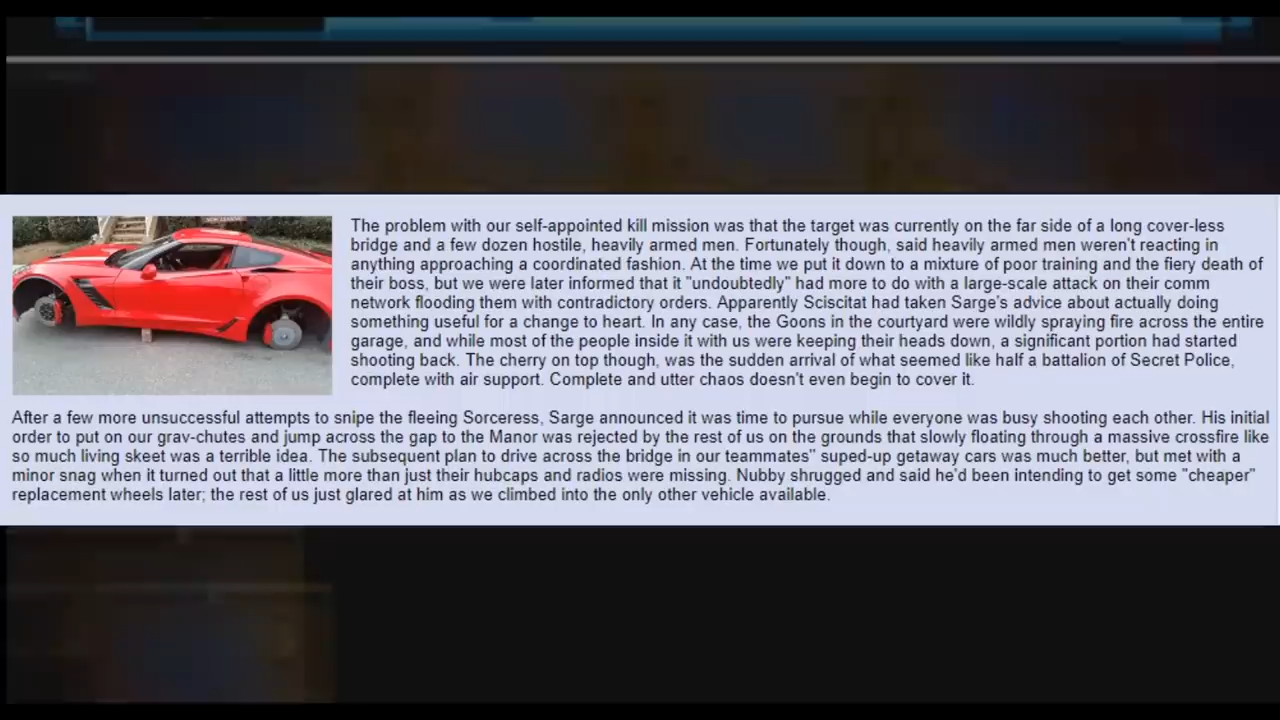 The problem with our self-appointed kill mission was that the target was currently on the far side of a long cover-less
bridge and a few dozen hostile, heavily armed men. Fortunately though, said heavily armed men weren't reacting in
anything approaching a coordinated fashion. At the time we put it down to a mixture of poor training and the fiery death of
their boss, but we were later informed that it "undoubtedly" had more to do with a large-scale attack on their comm
network flooding them with contradictory orders. Apprently Sciscitat had taken Sarge's advice about actually doing
something useful for a change to heart. In any case, the Goons in the courtyard were wildly spraying fire across the entire
garage, and while most of the people inside it with us were keeping their heads down, a significant portion had started
shooting back. The cherry on top though, was the sudden arrival of what seemed like half a battalion of Secret Police,
complete with air support. Complete and utter chaos doesn't even begin to cover it.
After a few more unsuccessful attempts to snipe the fleeing Sorceress, Sarge announced it was time to pursue while everyone was busy shooting each other. His initial
order to put on our grav-chutes and jump across the gap to the Manor was rejected by the rest of us on the grounds that slowly floating through a massive crossfire like
so much living skeet was a terrible idea. The subsequent plan to drive across the bridge in our teammates" suped-up getaway cars was much better, but met with a
minor snag when it turned out that a little more than just their hubcaps and radios were missing. Nubby shrugged and said he'd been intending to get some "cheaper"
replacement wheels later; the rest of us just glared at him as we climbed into the only other vehicle available.